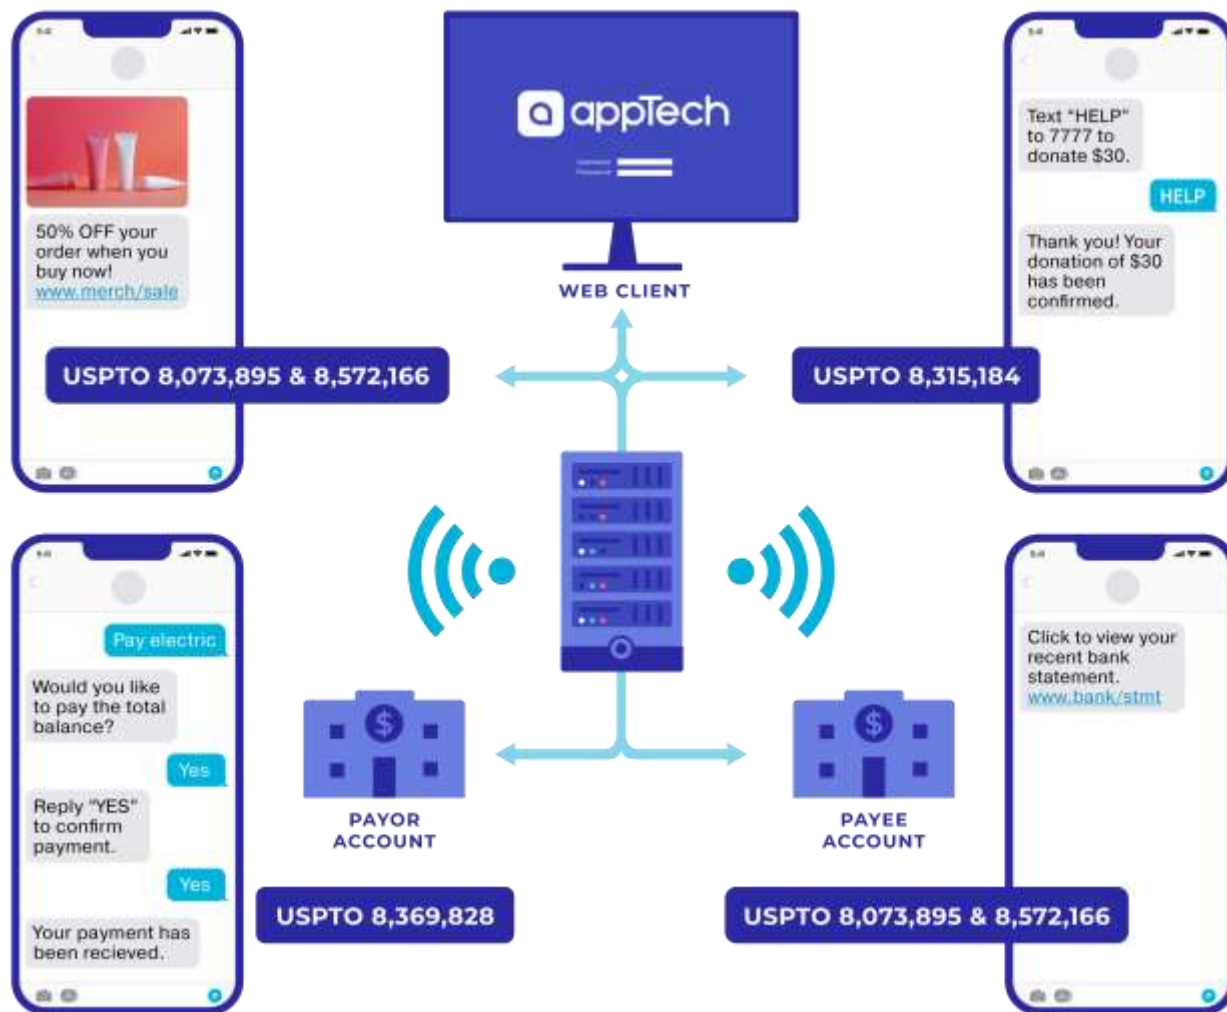 50% OFF your
order when you
buy now!
www.merch/sale
USPTO 8,073,895 & 8,572,166
appTech
Username
Password
WEB CLIENT
Text "HELP"
to 7777 to
donate $30.
HELP
Thank you! Your
donation of $30
has been
confirmed.
USPTO 8,315,184
Pay electric
Would you like
to pay the total
balance?
Yes
Reply "YES"
to confirm
payment.
Yes
Your payment has
been recieved.
$
PAYOR
ACCOUNT
USPTO 8,369,828
$
PAYEE
ACCOUNT
USPTO 8,073,895 & 8,572,166
Click to view your
recent bank
statement.
www.bank/stmt